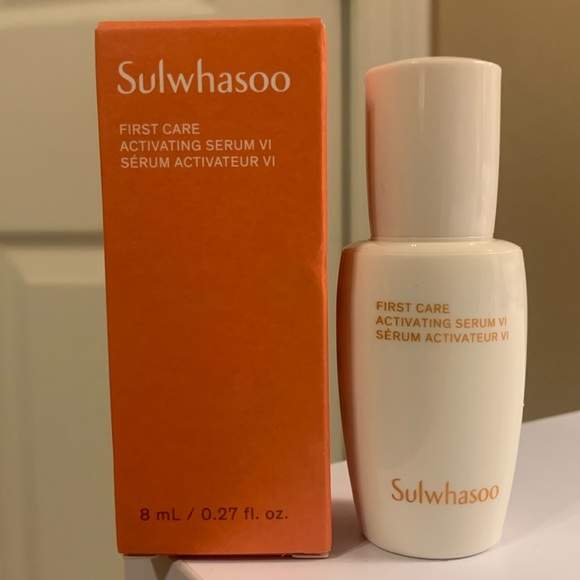 Sulwhasoo
FIRST CARE
ACTIVATING SERUM VI
SÉRUM ACTIVATEUR VI
8 mL / 0.27 fl. oz.
FIRST CARE
ACTIVATING SERUM VI
SÉRUM ACTIVATEUR VI
Sulwhasoo